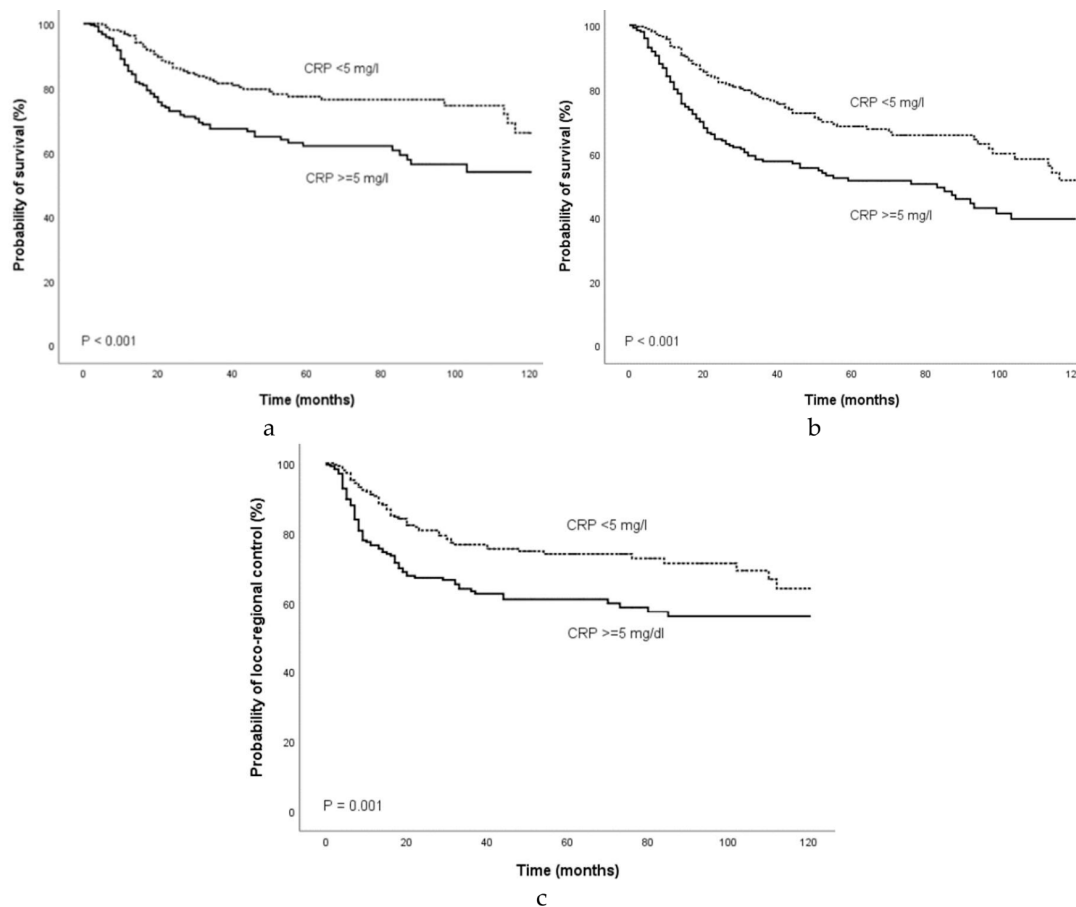 Probability of survival (%)
100
80
60
40
20
0
CRP <5 mg/l
CRP >=5 mg/l
P < 0.001
0 20 40 60 80 100 120
Time (months)
a
Probability of survival (%)
100
80
60
40
20
0
CRP <5 mg/l
CRP >=5 mg/l
P < 0.001
0 20 40 60 80 100 12
Time (months)
b
Probability of loco-regional control (%)
100
80
60
40
20
0
CRP <5 mg/l
CRP >=5 mg/dl
P = 0.001
0 20 40 60 80 100 120
Time (months)
c